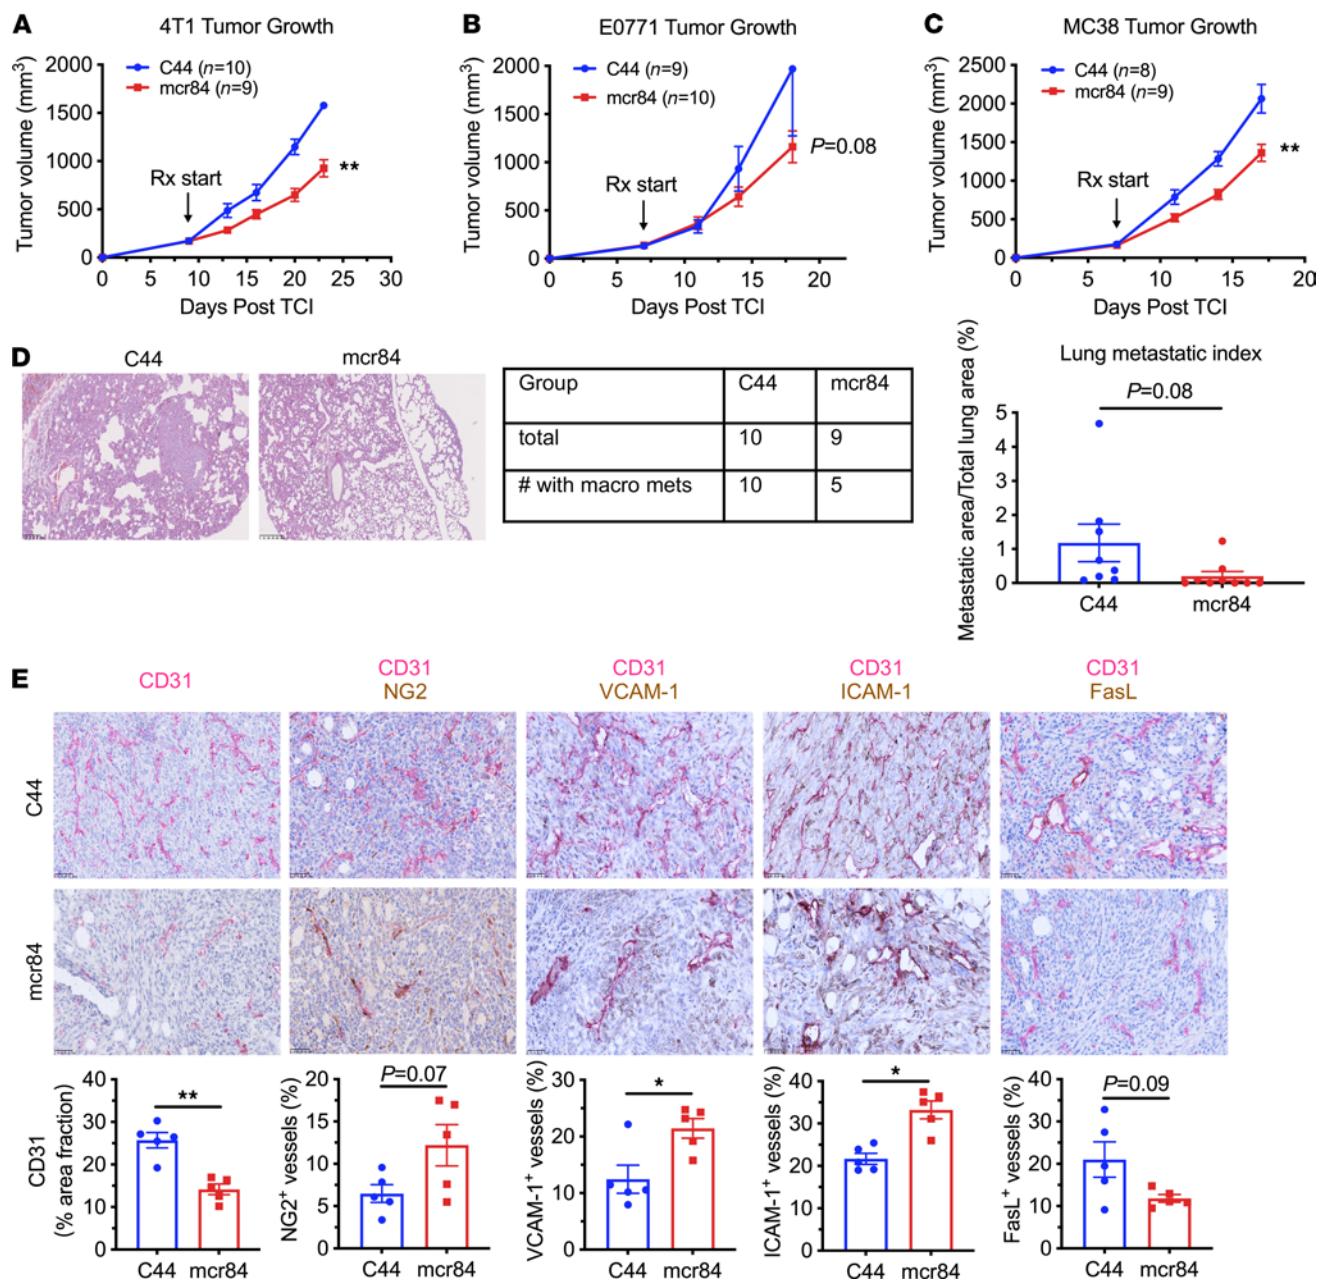 A
4T1 Tumor Growth
Tumor volume (mm³)
2000
1500
1000
500
0
C44 (n=10)
mcr84 (n=9)
Rx start
**
0 5 10 15 20 25 30
Days Post TCI
B
E0771 Tumor Growth
Tumor volume (mm³)
2000
1500
1000
500
0
C44 (n=9)
mcr84 (n=10)
Rx start
P=0.08
0 5 10 15 20
Days Post TCI
C
MC38 Tumor Growth
Tumor volume (mm³)
2500
2000
1500
1000
500
0
C44 (n=8)
mcr84 (n=9)
Rx start
**
0 5 10 15 20
Days Post TCI
D
C44 mcr84
Group C44 mcr84
total 10 9
# with macro mets 10 5
Lung metastatic index
Metastatic area/Total lung area (%)
P=0.08
5
4
3
2
1
0
C44 mcr84
E
CD31
CD31
NG2
CD31
VCAM-1
CD31
ICAM-1
CD31
FasL
C44
mcr84
CD31
(% area fraction)
40
30
20
10
0
**
C44 mcr84
NG2⁺ vessels (%)
20
15
10
5
0
P=0.07
C44 mcr84
VCAM-1⁺ vessels (%)
30
20
10
0
*
C44 mcr84
ICAM-1⁺ vessels (%)
40
30
20
10
0
*
C44 mcr84
FasL⁺ vessels (%)
40
30
20
10
0
P=0.09
C44 mcr84